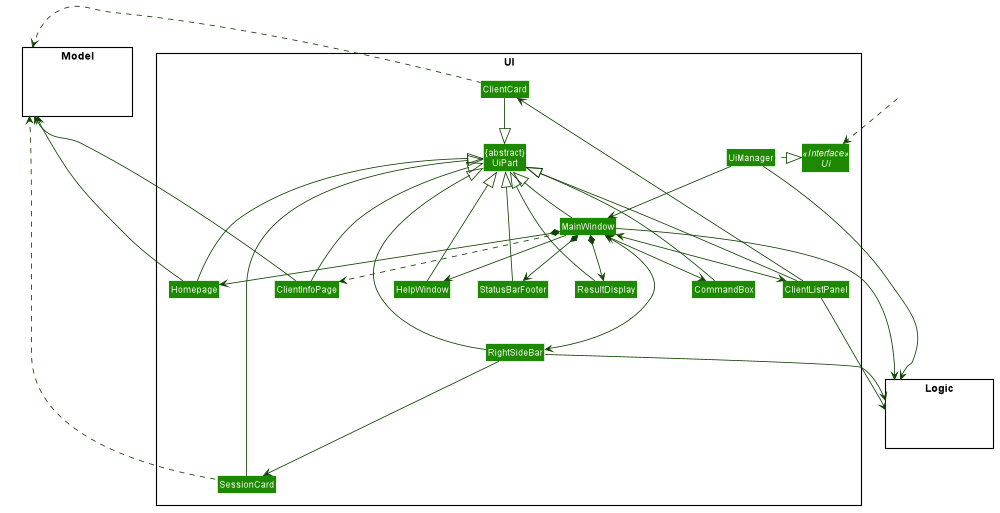 Model
UI
ClientCard
{abstract}
UiPart
UiManager
«Interface»
Ui
MainWindow
Homepage
ClientInfoPage
HelpWindow
StatusBarFooter
ResultDisplay
CommandBox
ClientListPanel
RightSideBar
Logic
SessionCard